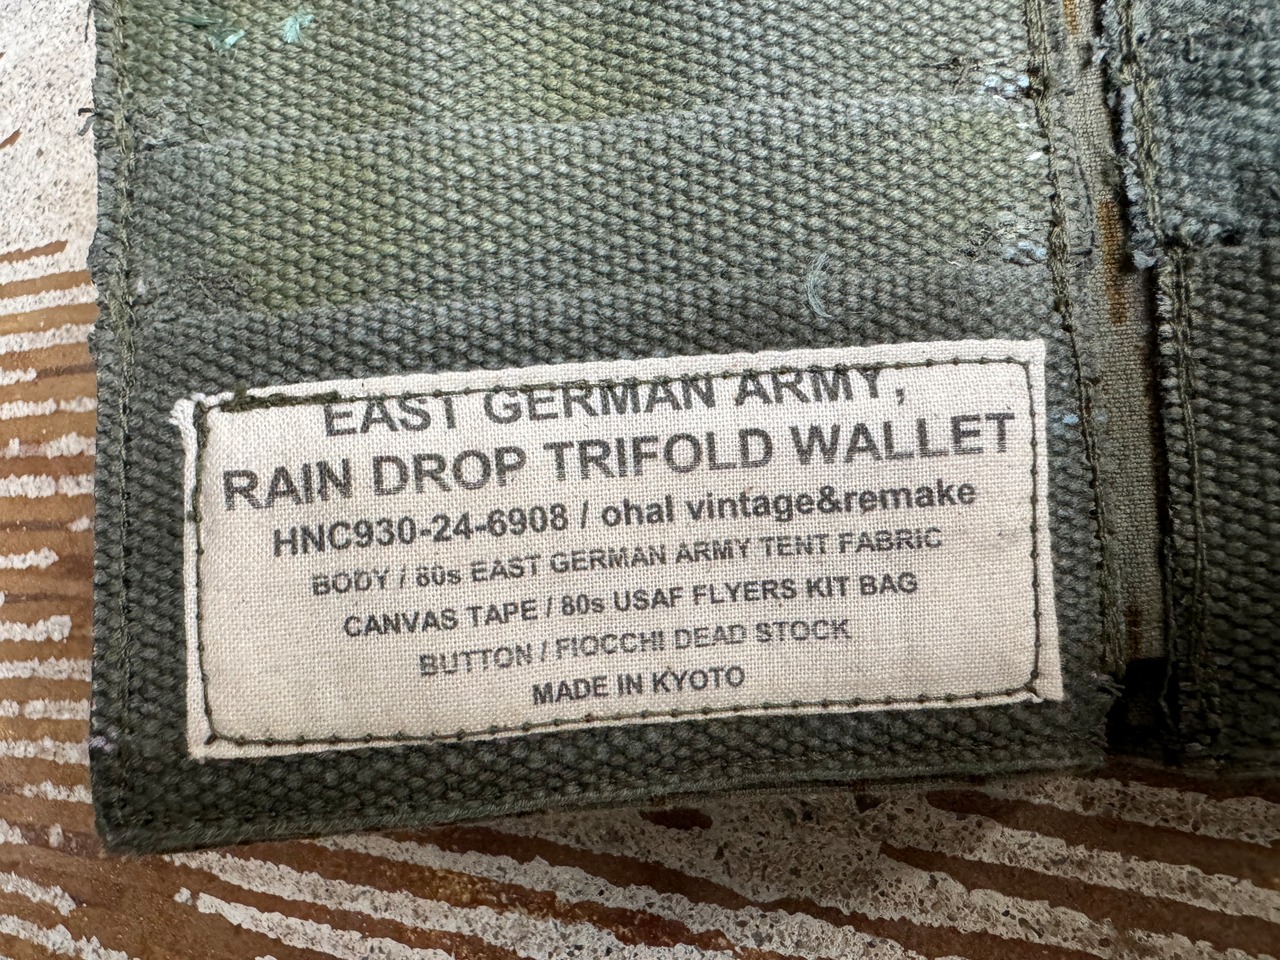 EAST GERMAN ARMY,
RAIN DROP TRIFOLD WALLET
HNC930-24-6908 / ohal vintage&remake
BODY / 80s EAST GERMAN ARMY TENT FABRIC
CANVAS TAPE / 80s USAF FLYERS KIT BAG
BUTTON / FIOCCHI DEAD STOCK
MADE IN KYOTO